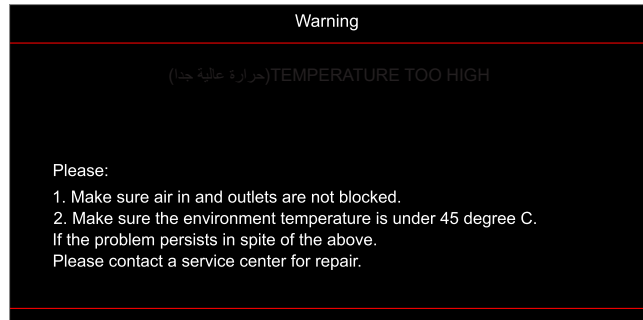 Warning
TEMPERATURE TOO HIGH(حرارة عالية جدا)
Please:
1. Make sure air in and outlets are not blocked.
2. Make sure the environment temperature is under 45 degree C.
If the problem persists in spite of the above.
Please contact a service center for repair.